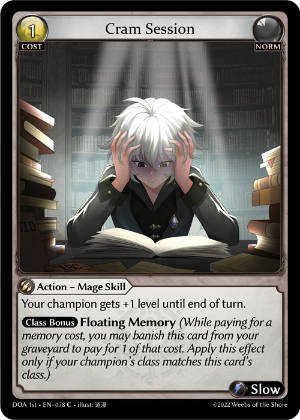 1
COST
Cram Session
NORM
Action – Mage Skill
Your champion gets +1 level until end of turn.
Class Bonus Floating Memory (While paying for a
memory cost, you may banish this card from your
graveyard to pay for 1 of that cost. Apply this effect
only if your champion's class matches this card's
class.)
Slow
DOA 1st • EN-078 C • illust: 道漫
©2022 Weebs of the Shore